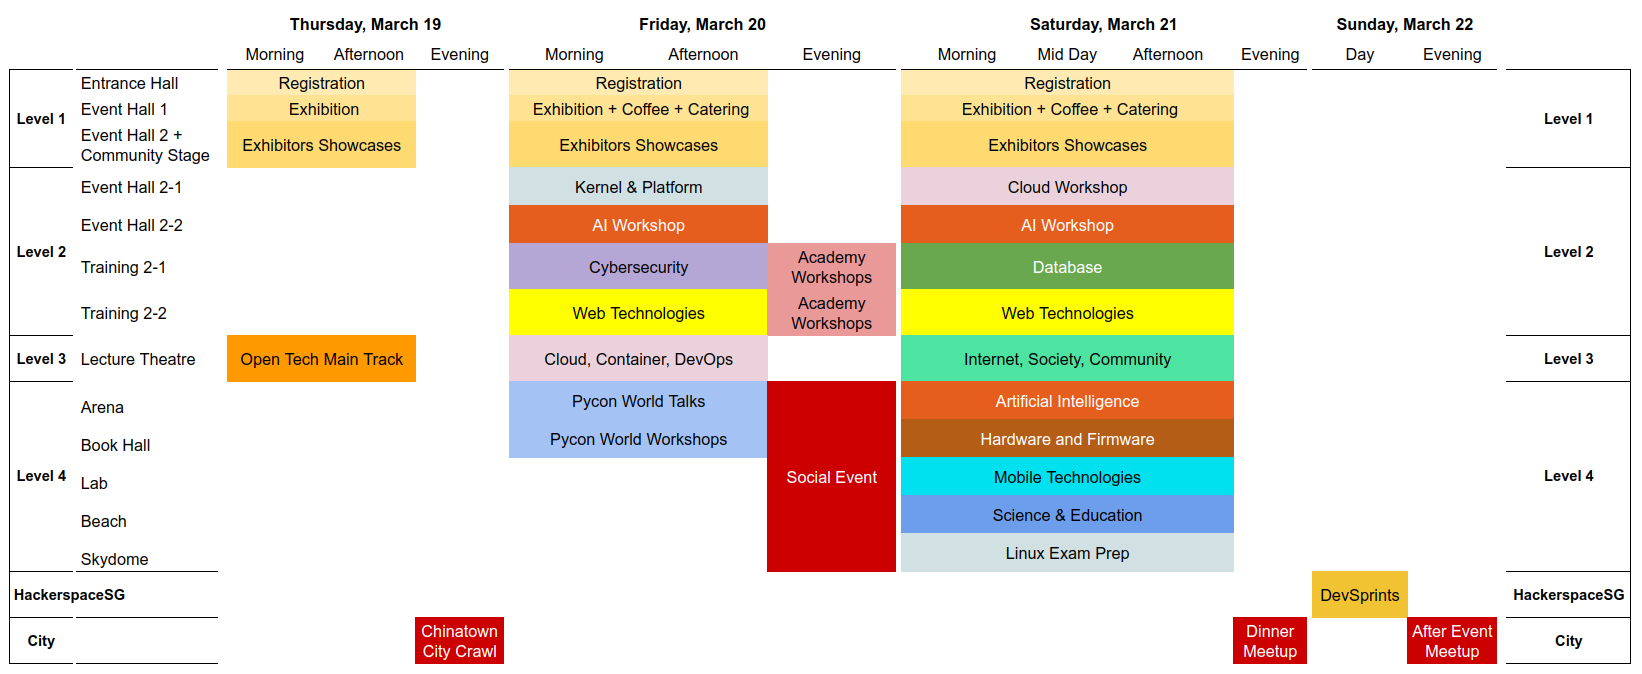 Thursday, March 19 Friday, March 20 Saturday, March 21 Sunday, March 22
Morning Afternoon Evening Morning Afternoon Evening Morning Mid Day Afternoon Evening Day Evening
Level 1 Entrance Hall Registration Registration Registration Level 1
Event Hall 1 Exhibition Exhibition + Coffee + Catering Exhibition + Coffee + Catering
Event Hall 2 +
Community Stage Exhibitors Showcases Exhibitors Showcases Exhibitors Showcases
Level 2 Event Hall 2-1 Kernel & Platform Cloud Workshop Level 2
Event Hall 2-2 AI Workshop AI Workshop
Training 2-1 Cybersecurity Academy
Workshops Database
Training 2-2 Web Technologies Academy
Workshops Web Technologies
Level 3 Lecture Theatre Open Tech Main Track Cloud, Container, DevOps Internet, Society, Community Level 3
Level 4 Arena Pycon World Talks Social Event Artificial Intelligence Level 4
Book Hall Pycon World Workshops Hardware and Firmware
Lab Mobile Technologies
Beach Science & Education
Skydome Linux Exam Prep
HackerspaceSG DevSprints HackerspaceSG
City Chinatown
City Crawl Dinner
Meetup After Event
Meetup City